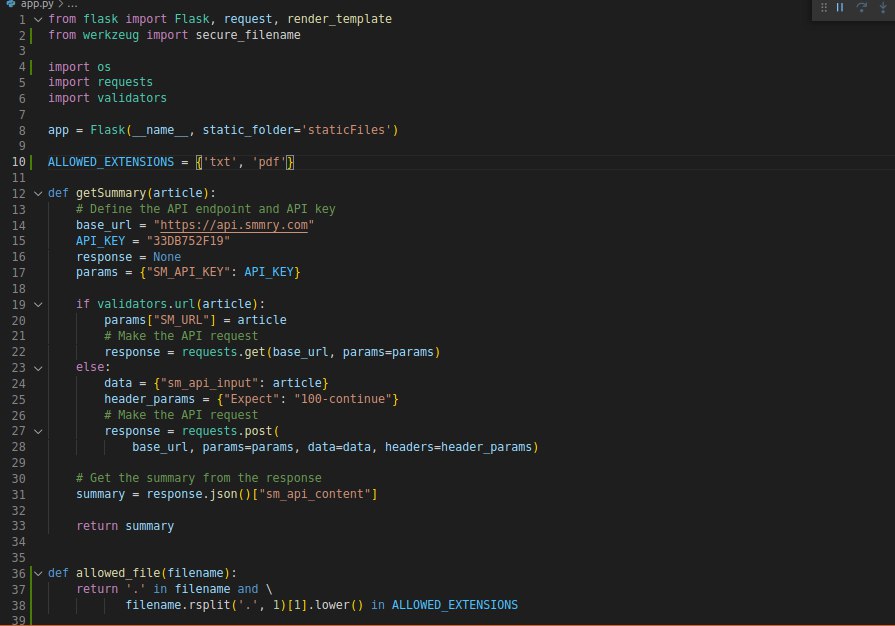 app.py > ...
1 from flask import Flask, request, render_template
2 from werkzeug import secure_filename
3
4 import os
5 import requests
6 import validators
7
8 app = Flask(__name__, static_folder='staticFiles')
9
10 ALLOWED_EXTENSIONS = {'txt', 'pdf'}
11
12 def getSummary(article):
13     # Define the API endpoint and API key
14     base_url = "https://api.smmry.com"
15     API_KEY = "33DB752F19"
16     response = None
17     params = {"SM_API_KEY": API_KEY}
18
19     if validators.url(article):
20         params["SM_URL"] = article
21         # Make the API request
22         response = requests.get(base_url, params=params)
23     else:
24         data = {"sm_api_input": article}
25         header_params = {"Expect": "100-continue"}
26         # Make the API request
27         response = requests.post(
28             base_url, params=params, data=data, headers=header_params)
29
30     # Get the summary from the response
31     summary = response.json()["sm_api_content"]
32
33     return summary
34
35
36 def allowed_file(filename):
37     return '.' in filename and \
38            filename.rsplit('.', 1)[1].lower() in ALLOWED_EXTENSIONS
39